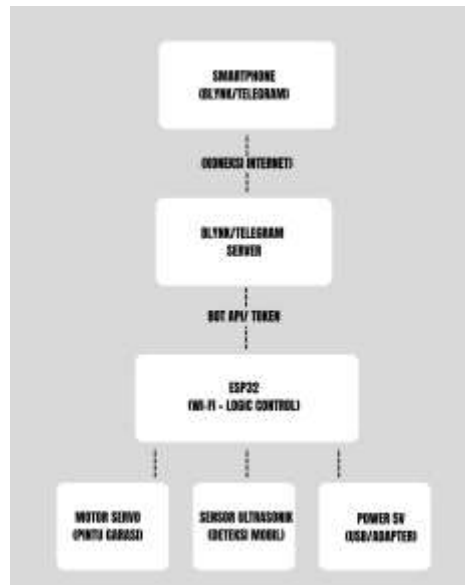 SMARTPHONE
(BLYNK/TELEGRAM)
(KONEKSI INTERNET)
BLYNK/TELEGRAM
SERVER
BOT API/ TOKEN
ESP32
(WI-FI - LOGIC CONTROL)
MOTOR SERVO
(PINTU GARASI)
SENSOR ULTRASONIK
(DETEKSI MOBIL)
POWER 5V
(USB/ADAPTER)